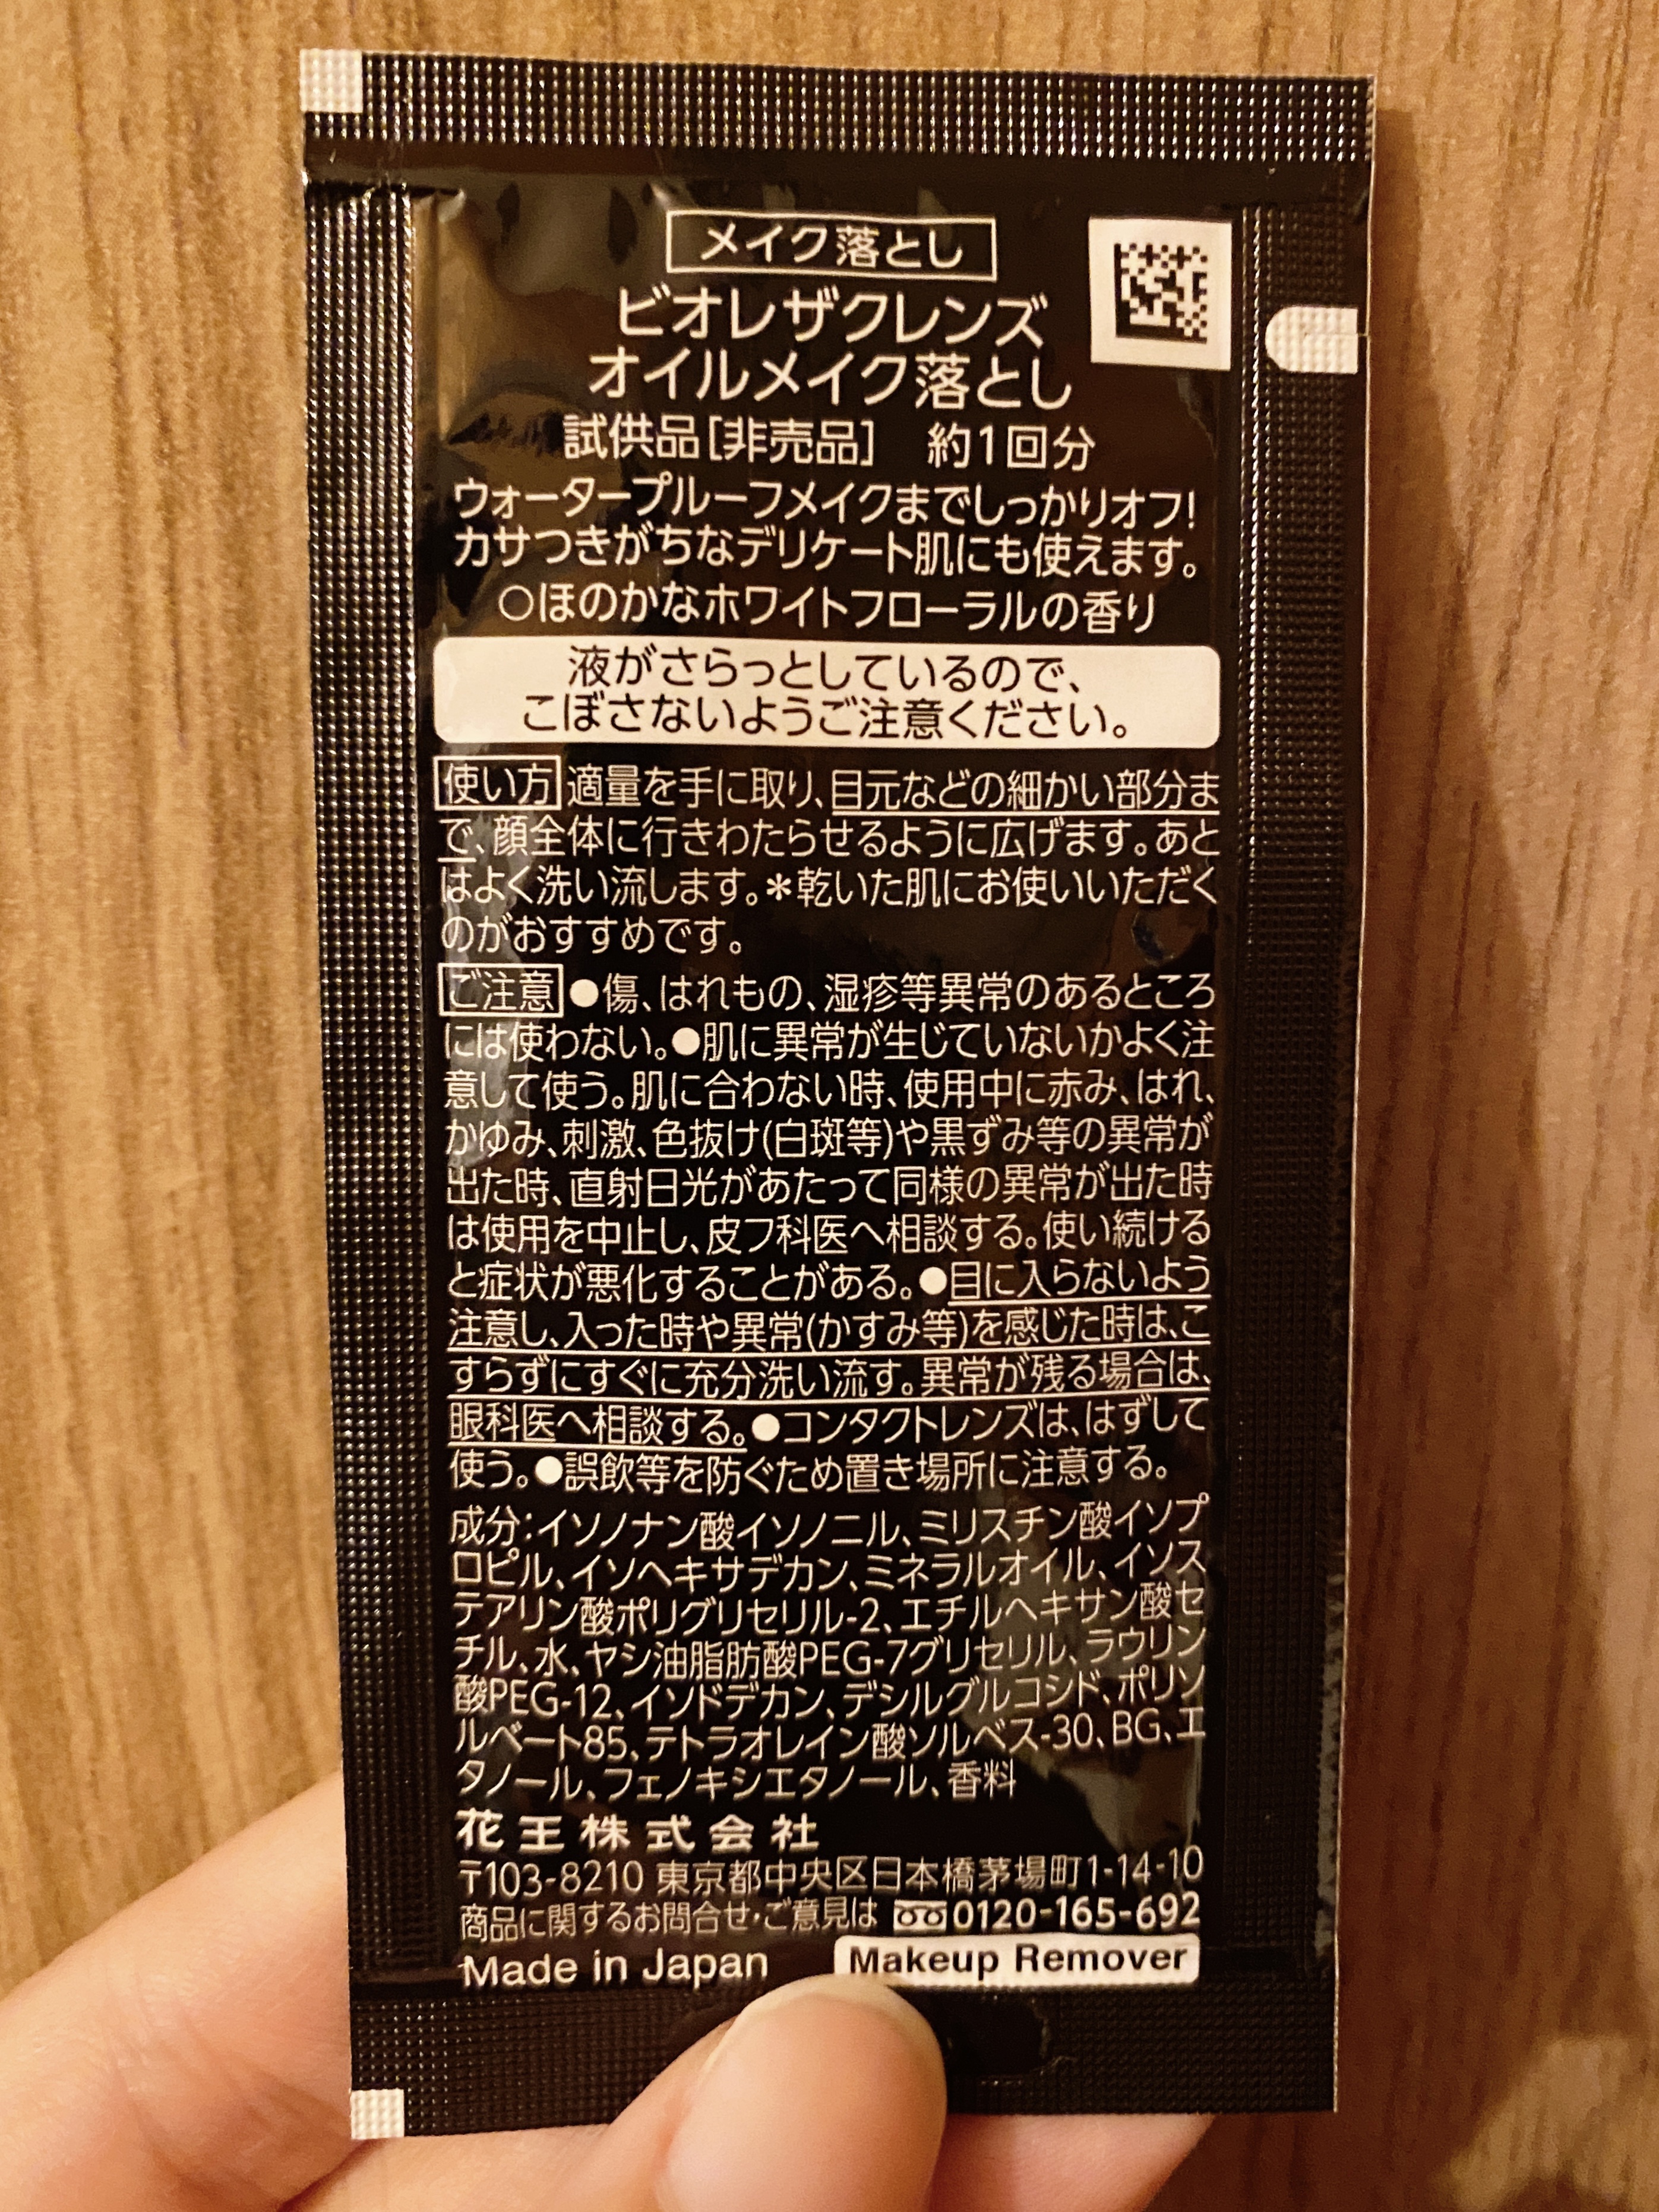 メイク落とし
ビオレザクレンズ
オイルメイク落とし
試供品[非売品]　約1回分
ウォータープルーフメイクまでしっかりオフ!
カサつきがちなデリケート肌にも使えます。
○ほのかなホワイトフローラルの香り
液がさらっとしているので、
こぼさないようご注意ください。
使い方 適量を手に取り、目元などの細かい部分ま
で、顔全体に行きわたらせるように広げます。あと
はよく洗い流します。*乾いた肌にお使いいただく
のがおすすめです。
ご注意 ●傷、はれもの、湿疹等異常のあるところ
には使わない。●肌に異常が生じていないかよく注
意して使う。肌に合わない時、使用中に赤み、はれ、
かゆみ、刺激、色抜け(白斑等)や黒ずみ等の異常が
出た時、直射日光があたって同様の異常が出た時
は使用を中止し、皮フ科医へ相談する。使い続ける
と症状が悪化することがある。●目に入らないよう
注意し、入った時や異常(かすみ等)を感じた時は、こ
すらずにすぐに充分洗い流す。異常が残る場合は、
眼科医へ相談する。●コンタクトレンズは、はずして
使う。●誤飲等を防ぐため置き場所に注意する。
成分：イソノナン酸イソノニル、ミリスチン酸イソプ
ロピル、イソヘキサデカン、ミネラルオイル、イソス
テアリン酸ポリグリセリル-2、エチルヘキサン酸セ
チル、水、ヤシ油脂肪酸PEG-7グリセリル、ラウリン
酸PEG-12、イソドデカン、デシルグルコシド、ポリソ
ルベート85、テトラオレイン酸ソルベス-30、BG、エ
タノール、フェノキシエタノール、香料
花王株式会社
〒103-8210 東京都中央区日本橋茅場町1-14-10
商品に関するお問合せ・ご意見は 0120-165-692
Made in Japan Makeup Remover